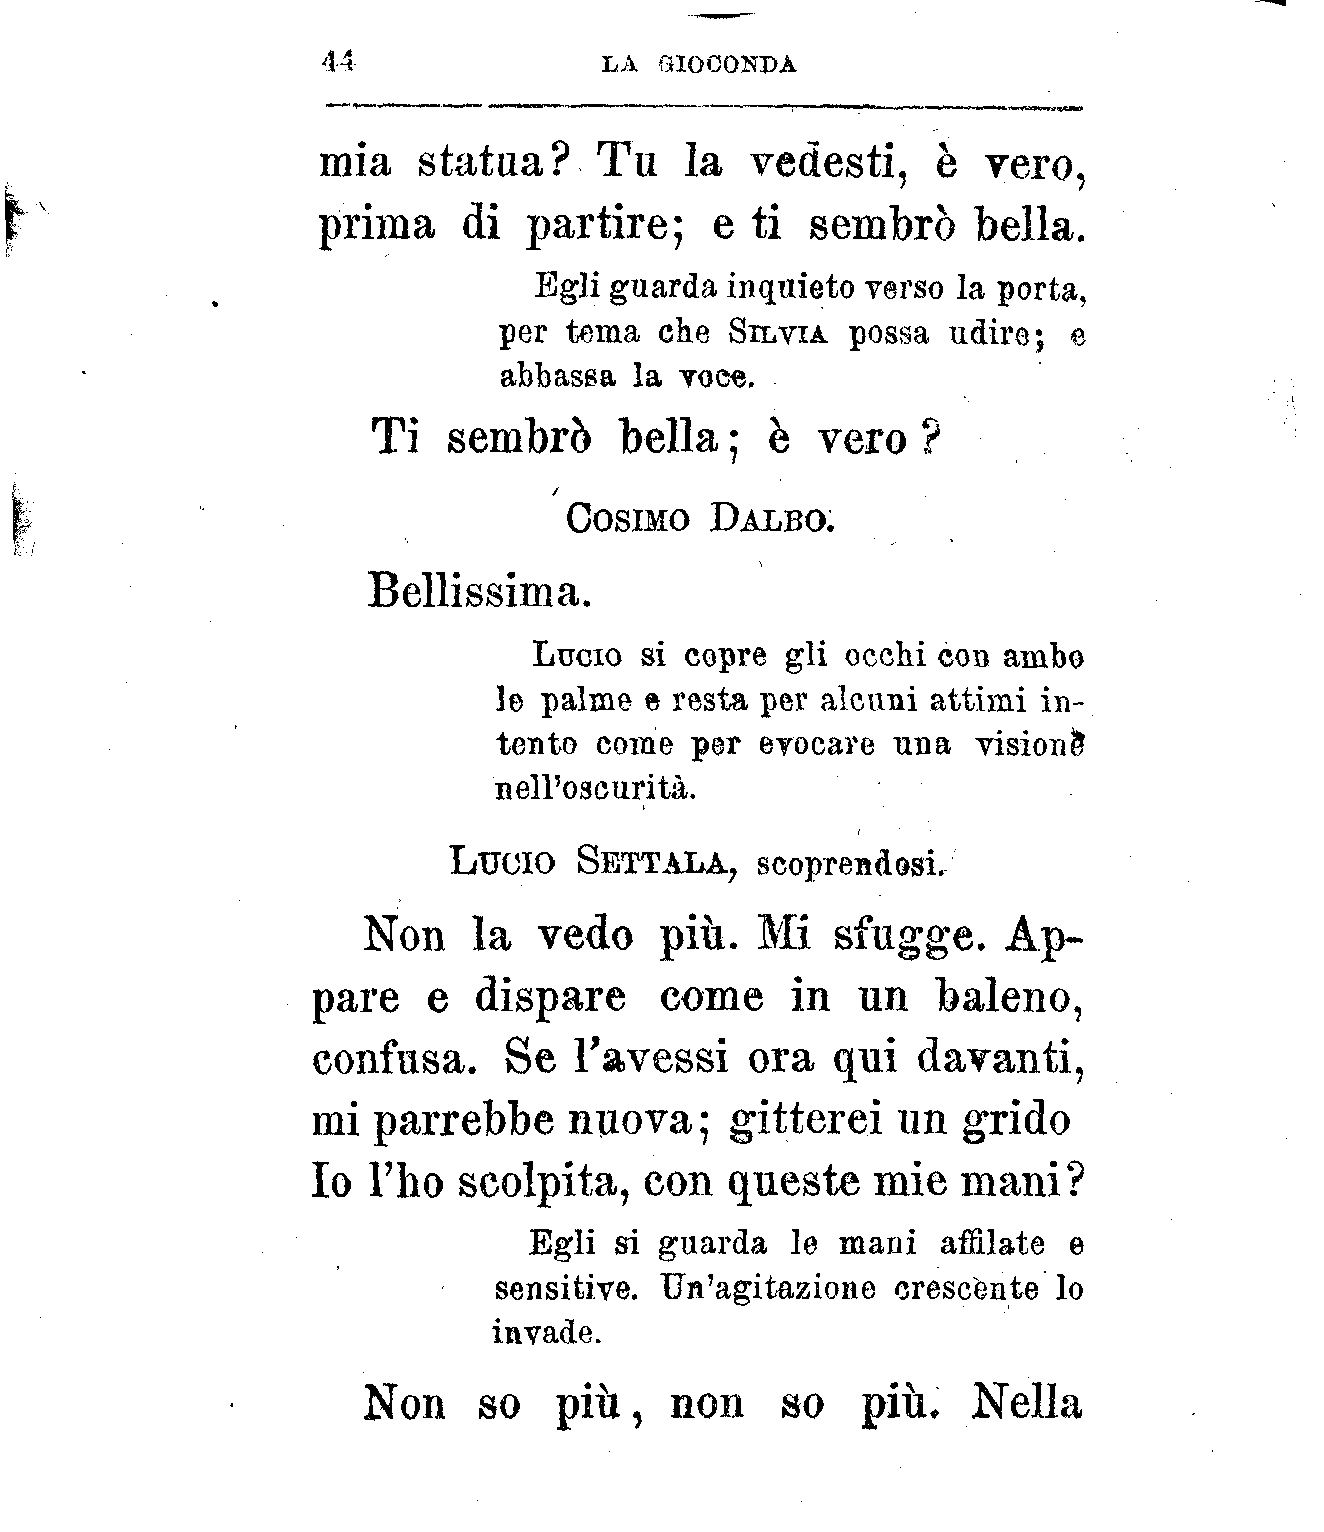 44 LA GIOCONDA
mia statua? Tu la vedesti, è vero,
prima di partire; e ti sembrò bella.
Egli guarda inquieto verso la porta,
per tema che SILVIA possa udire; e
abbassa la voce.
Ti sembrò bella; è vero?
COSIMO DALBO.
Bellissima.
LUCIO si copre gli occhi con ambo
le palme e resta per alcuni attimi in-
tento come per evocare una visione
nell'oscurità.
LUCIO SETTALA, scoprendosi.
Non la vedo più. Mi sfugge. Ap-
pare e dispare come in un baleno,
confusa. Se l'avessi ora qui davanti,
mi parrebbe nuova; gitterei un grido
Io l'ho scolpita, con queste mie mani?
Egli si guarda le mani affilate e
sensitive. Un'agitazione crescente lo
invade.
Non so più, non so più. Nella